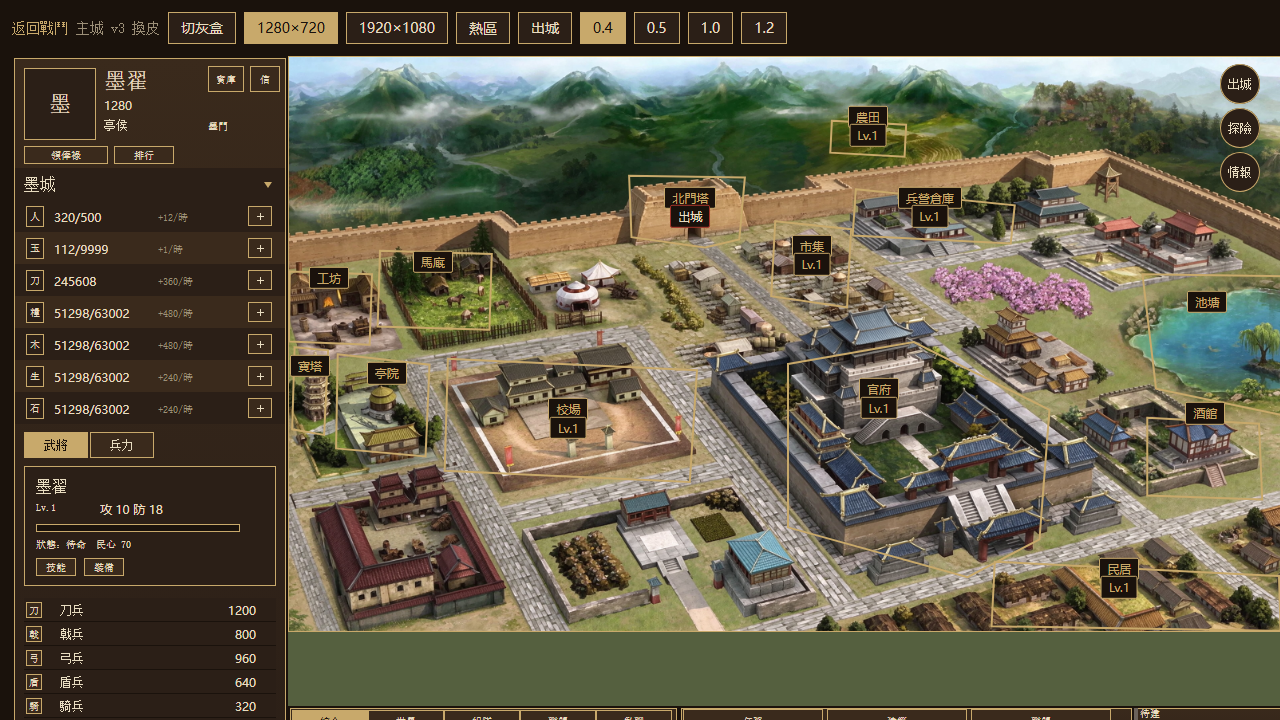 返回戰鬥 主城 v3 換皮 切灰盒 1280×720 1920×1080 熱區 出城 0.4 0.5 1.0 1.2
墨
墨翟
寶庫 信
1280
亭侯 墨門
領俸祿 排行
墨城
人 320/500 +12/時 +
玉 112/9999 +1/時 +
刀 245608 +360/時 +
糧 51298/63002 +480/時 +
木 51298/63002 +480/時 +
生 51298/63002 +240/時 +
石 51298/63002 +240/時 +
武將 兵力
墨翟
Lv. 1 攻 10 防 18
狀態: 待命 民心 70
技能 裝備
刀 刀兵 1200
戟 戟兵 800
弓 弓兵 960
盾 盾兵 640
騎 騎兵 320
出城
探險
情報
農田
Lv.1
北門塔
出城
兵營倉庫
Lv.1
市集
Lv.1
馬廄
工坊
池塘
寶塔
亭院
校場
Lv.1
官府
Lv.1
酒館
民居
Lv.1
待建